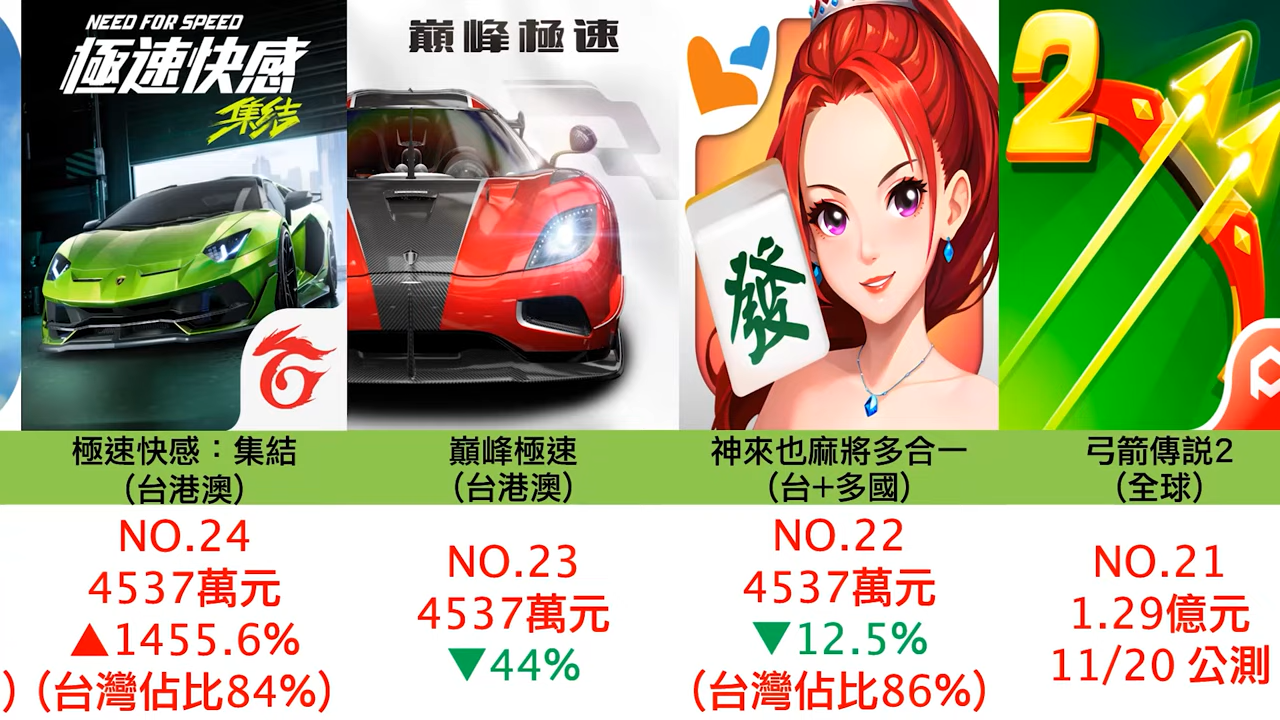 NEED FOR SPEED
極速快感
集結
巔峰極速
發
2
極速快感：集結
(台港澳)
NO.24
4537萬元
▲1455.6%
(台灣佔比84%)
巔峰極速
(台港澳)
NO.23
4537萬元
▼44%
神來也麻將多合一
(台+多國)
NO.22
4537萬元
▼12.5%
(台灣佔比86%)
弓箭傳說2
(全球)
NO.21
1.29億元
11/20 公測
)